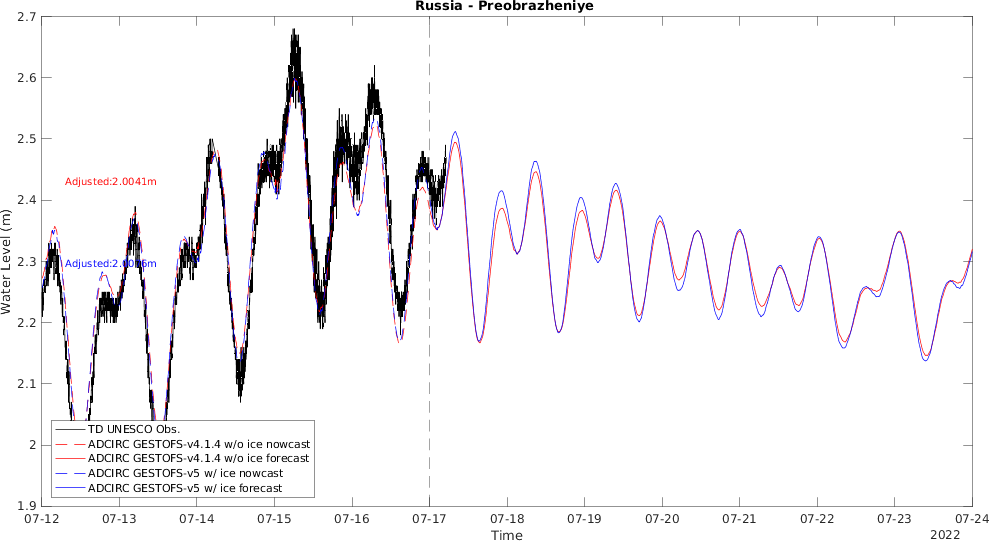 Russia - Preobrazheniye
2.7
2.6
2.5
2.4
2.3
2.2
2.1
2
1.9
Water Level (m)
Adjusted:2.0041m
TD UNESCO Obs.
ADCIRC GESTOFS-v4.1.4 w/o ice nowcast
ADCIRC GESTOFS-v4.1.4 w/o ice forecast
ADCIRC GESTOFS-v5 w/ ice nowcast
ADCIRC GESTOFS-v5 w/ ice forecast
07-12 07-13 07-14 07-15 07-16 07-17 07-18 07-19 07-20 07-21 07-22 07-23 07-24
Time
2022